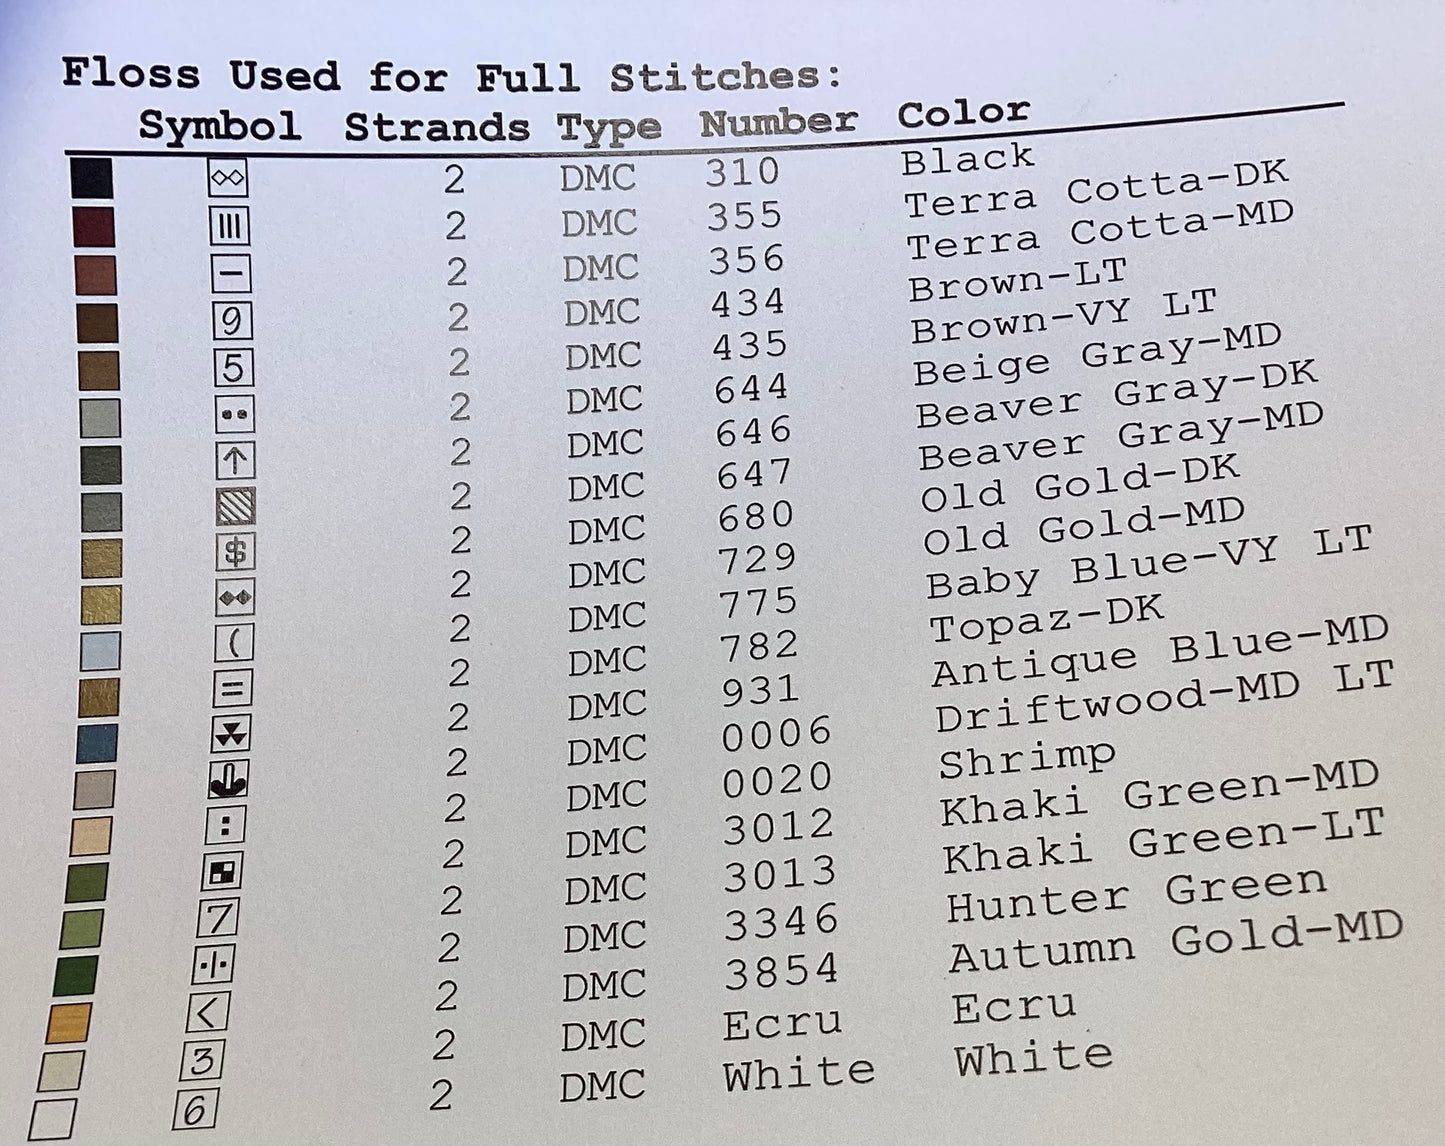 Floss Used for Full Stitches:
Symbol Strands Type Number Color
◇◇ 2 DMC 310 Black
||| 2 DMC 355 Terra Cotta-DK
− 2 DMC 356 Terra Cotta-MD
9 2 DMC 434 Brown-LT
5 2 DMC 435 Brown-VY LT
•• 2 DMC 644 Beige Gray-MD
↑ 2 DMC 646 Beaver Gray-DK
2 DMC 647 Beaver Gray-MD
$ 2 DMC 680 Old Gold-DK
◆◆ 2 DMC 729 Old Gold-MD
( 2 DMC 775 Baby Blue-VY LT
= 2 DMC 782 Topaz-DK
2 DMC 931 Antique Blue-MD
2 DMC 0006 Driftwood-MD LT
: 2 DMC 0020 Shrimp
2 DMC 3012 Khaki Green-MD
7 2 DMC 3013 Khaki Green-LT
·|· 2 DMC 3346 Hunter Green
< 2 DMC 3854 Autumn Gold-MD
3 2 DMC Ecru Ecru
6 2 DMC White White